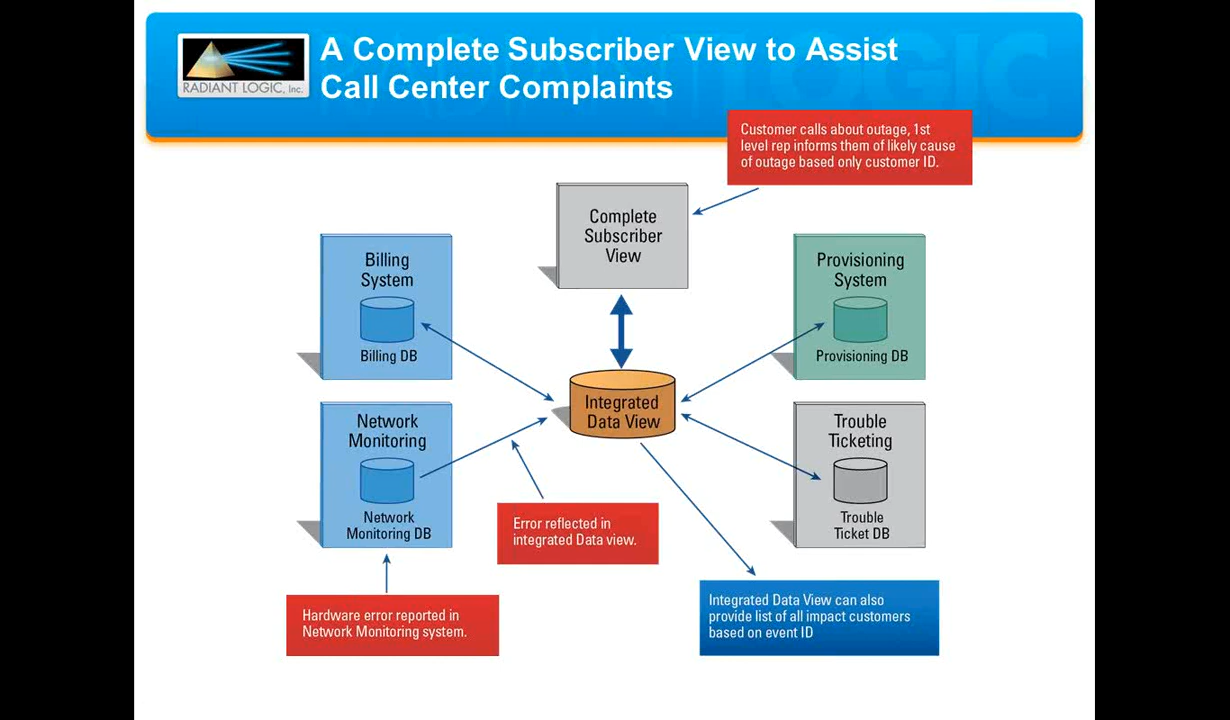 A Complete Subscriber View to Assist
Call Center Complaints
RADIANT LOGIC, Inc.
LOGIC
Customer calls about outage, 1st
level rep informs them of likely cause
of outage based only customer ID.
Complete
Subscriber
View
Billing
System
Billing DB
Provisioning
System
Provisioning DB
Integrated
Data View
Network
Monitoring
Network
Monitoring DB
Trouble
Ticketing
Trouble
Ticket DB
Error reflected in
integrated Data view.
Hardware error reported in
Network Monitoring system.
Integrated Data View can also
provide list of all impact customers
based on event ID